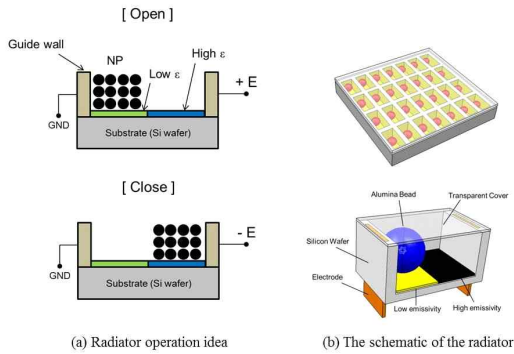 [ Open ]
Guide wall
NP
Low ε
High ε
+ E
GND
Substrate (Si wafer)
[ Close ]
- E
GND
Substrate (Si wafer)
(a) Radiator operation idea
Alumina Bead
Transparent Cover
Silicon Wafer
Electrode
Low emissivity
High emissivity
(b) The schematic of the radiator